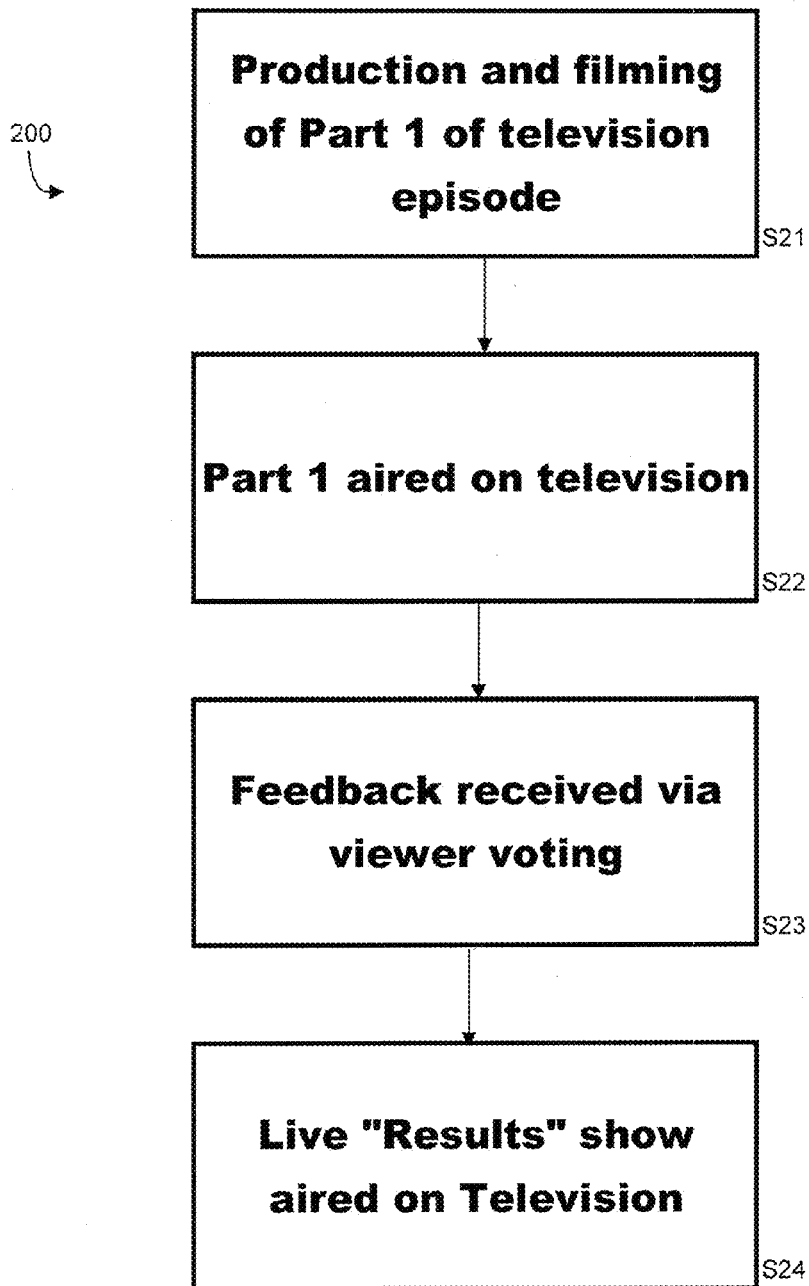 Production and filming
of Part 1 of television
episode
200
S21
Part 1 aired on television
S22
Feedback received via
viewer voting
S23
Live "Results" show
aired on Television
S24